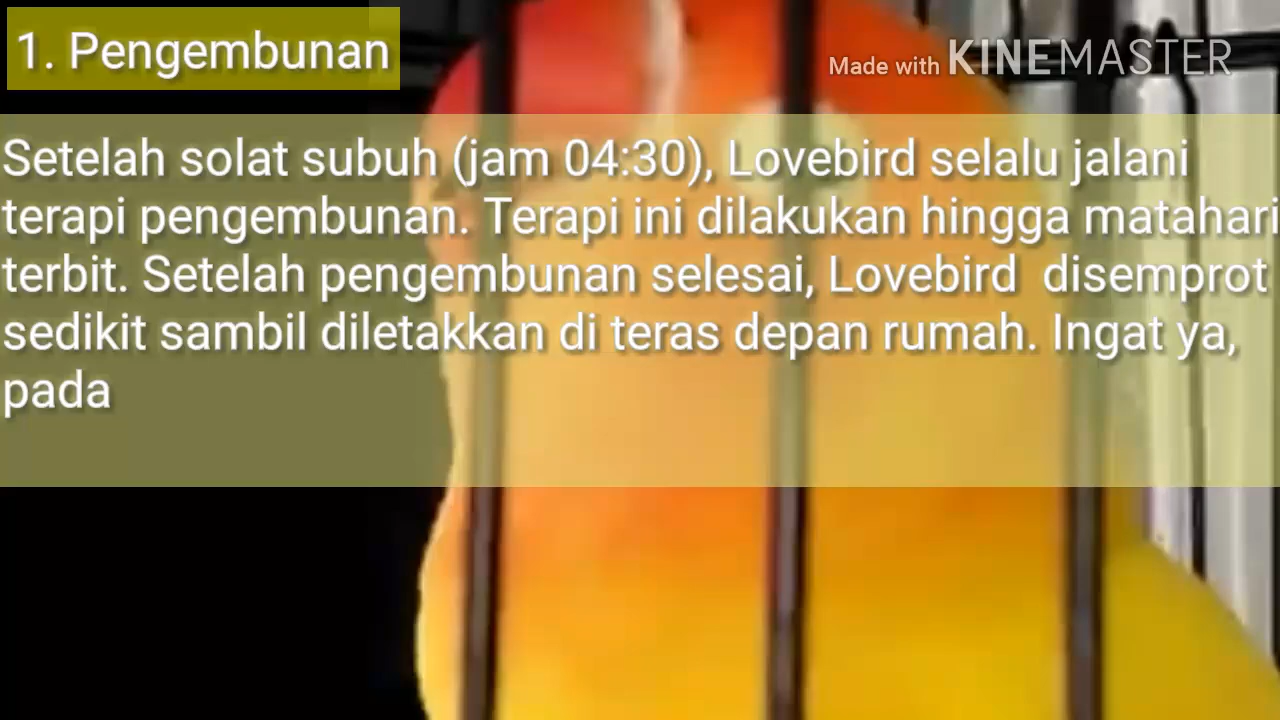 1. Pengembunan
Made with KINEMASTER
Setelah solat subuh (jam 04:30), Lovebird selalu jalani
terapi pengembunan. Terapi ini dilakukan hingga matahari
terbit. Setelah pengembunan selesai, Lovebird  disemprot
sedikit sambil diletakkan di teras depan rumah. Ingat ya,
pada